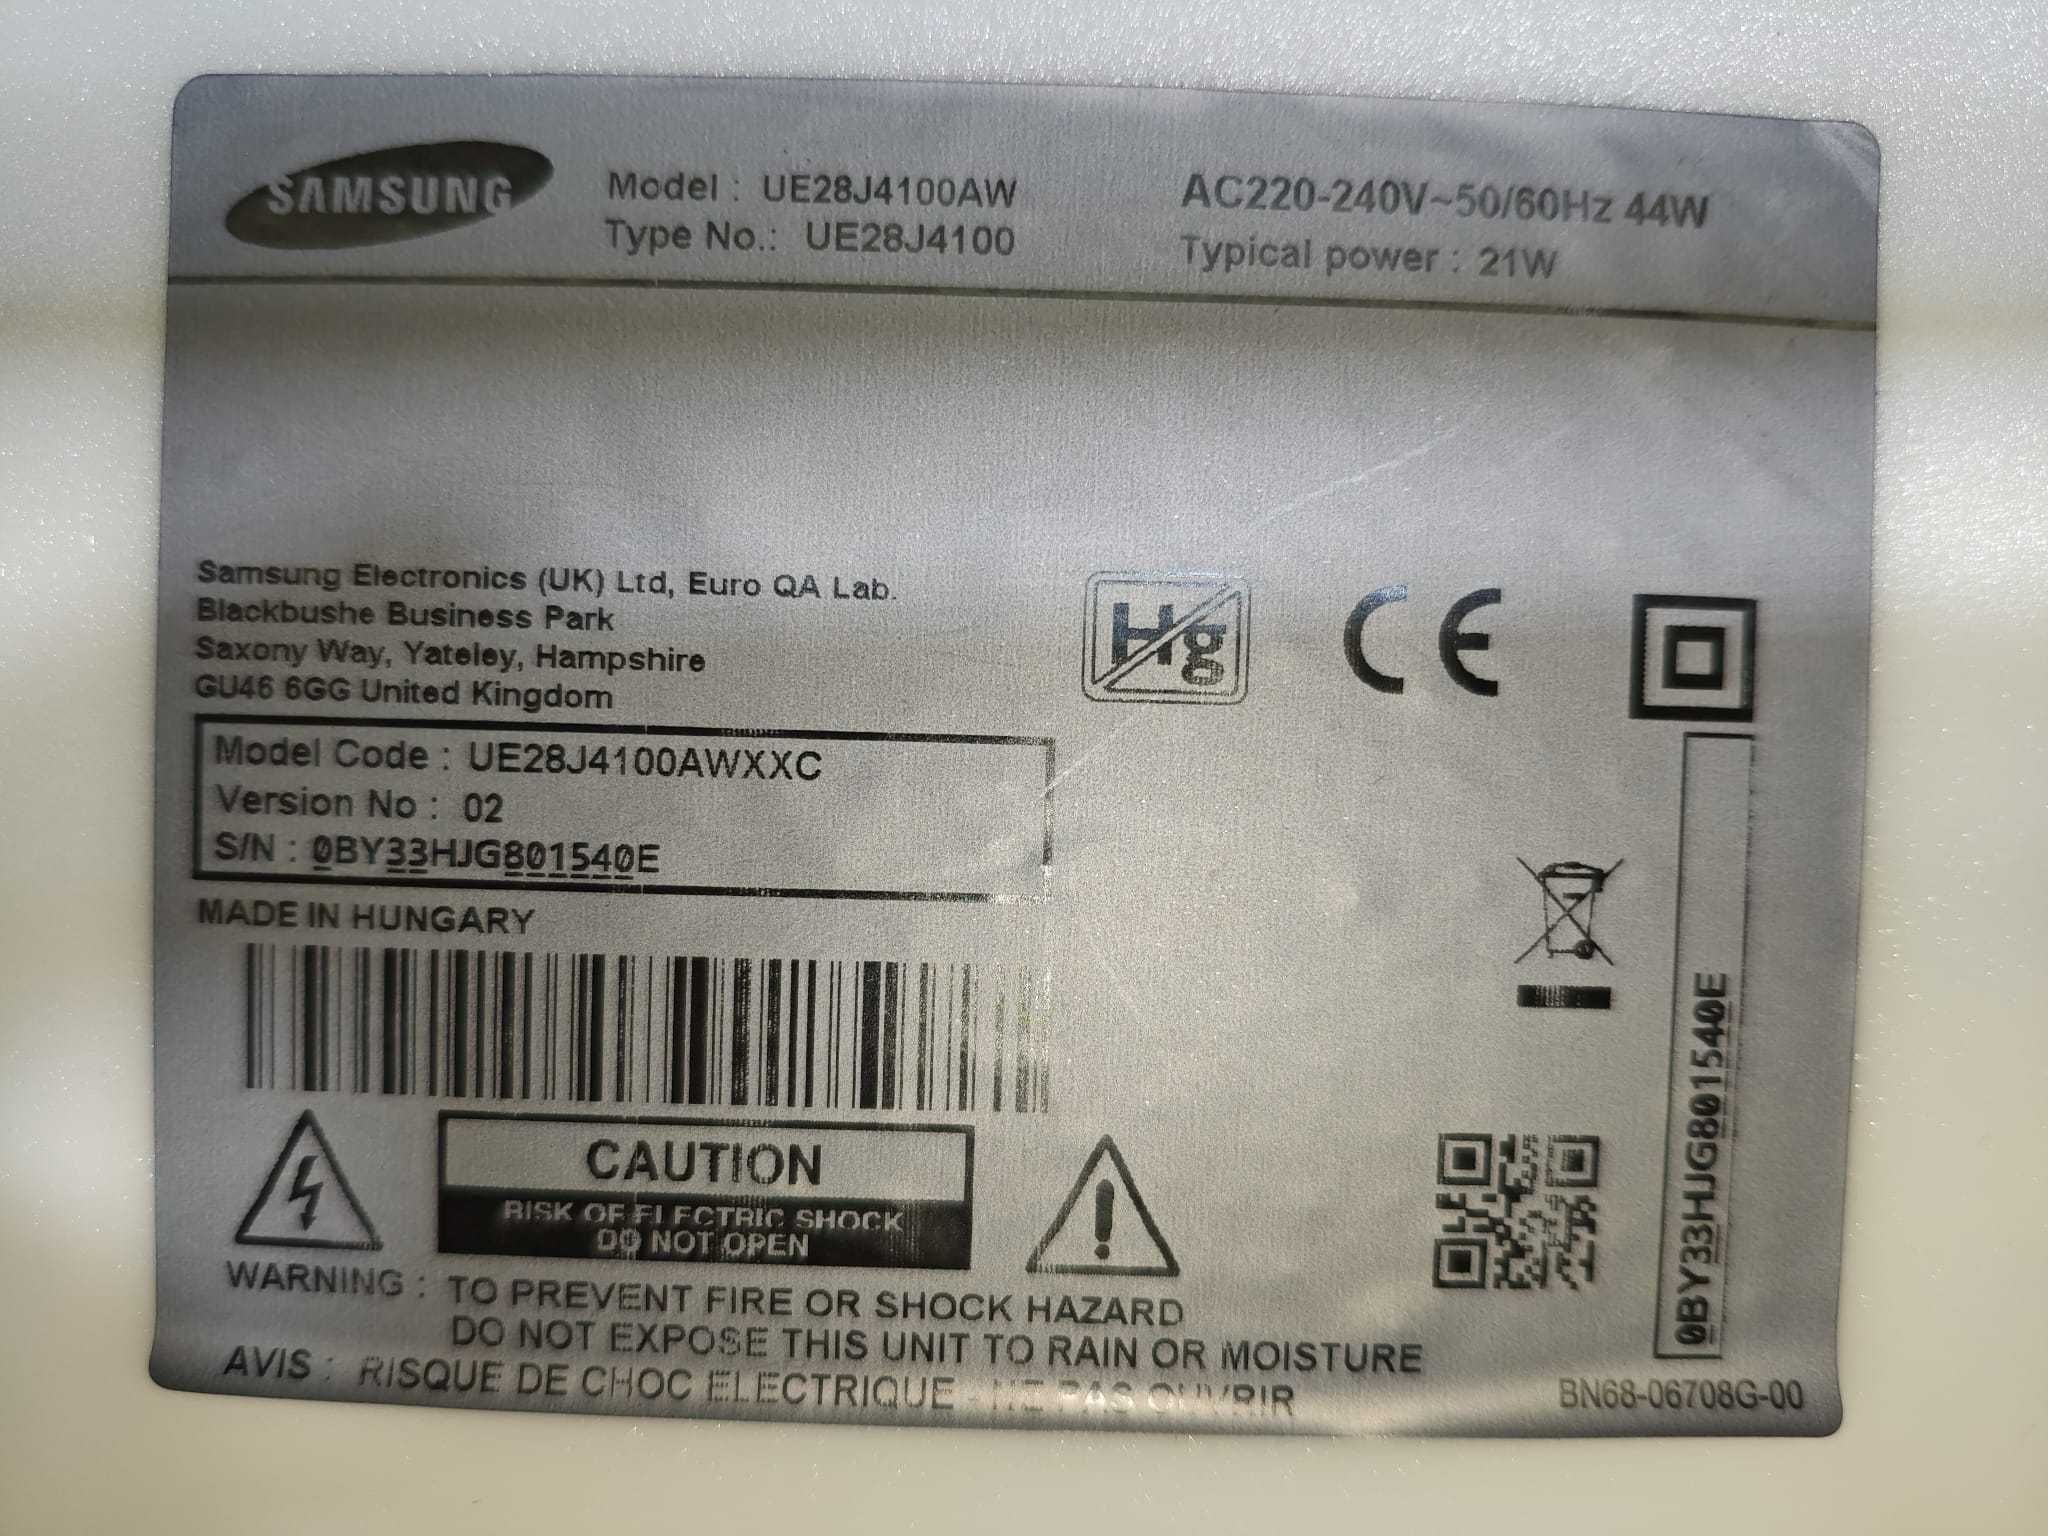 SAMSUNG
Model : UE28J4100AW
Type No.: UE28J4100
AC220-240V~50/60Hz 44W
Typical power : 21W
Samsung Electronics (UK) Ltd, Euro QA Lab.
Blackbushe Business Park
Saxony Way, Yateley, Hampshire
GU46 6GG United Kingdom
Hg
CE
Model Code : UE28J4100AWXXC
Version No : 02
S/N : 0BY33HJG801540E
MADE IN HUNGARY
0BY33HJG801540E
CAUTION
RISK OF ELECTRIC SHOCK
DO NOT OPEN
WARNING : TO PREVENT FIRE OR SHOCK HAZARD
DO NOT EXPOSE THIS UNIT TO RAIN OR MOISTURE
AVIS : RISQUE DE CHOC ELECTRIQUE - NE PAS OUVRIR
BN68-06708G-00